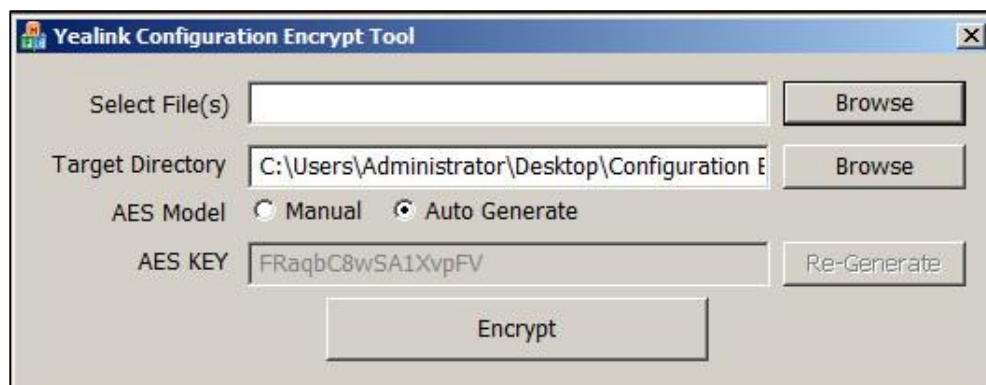 Yealink Configuration Encrypt Tool
Select File(s) Browse
Target Directory C:\Users\Administrator\Desktop\Configuration E Browse
AES Model Manual Auto Generate
AES KEY FRaqbC8wSA1XvpFV Re-Generate
Encrypt